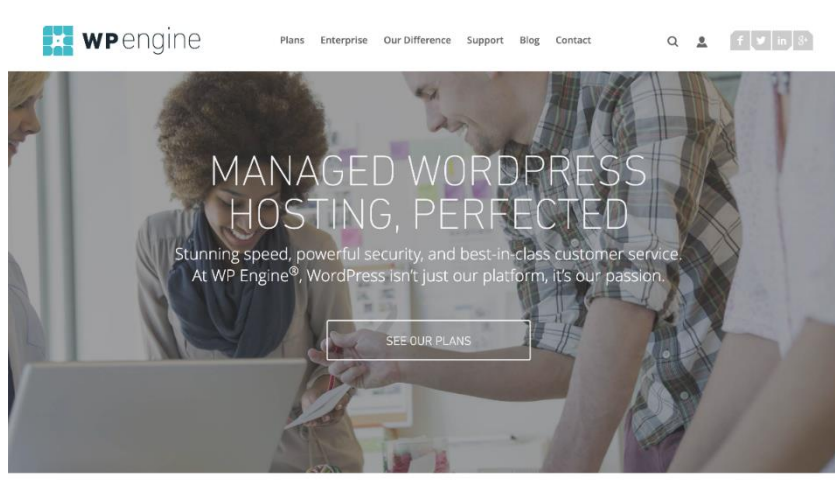 WPengine
Plans Enterprise Our Difference Support Blog Contact
f in g+
MANAGED WORDPRESS
HOSTING, PERFECTED
Stunning speed, powerful security, and best-in-class customer service.
At WP Engine®, WordPress isn't just our platform, it's our passion.
SEE OUR PLANS